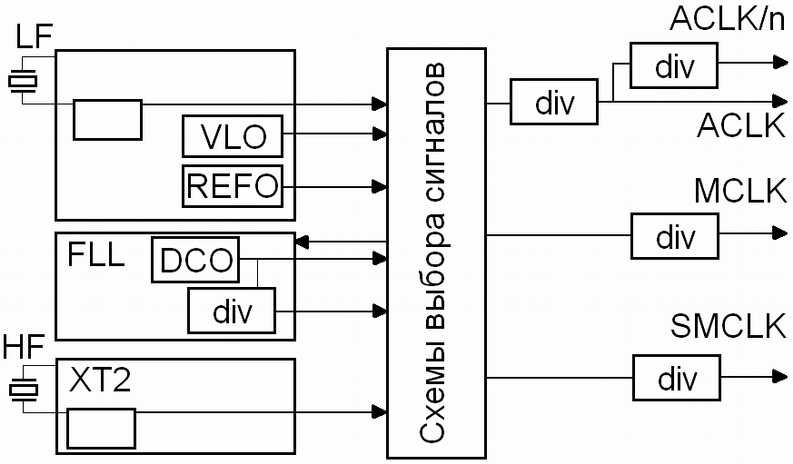 LF
VLO
REFO
FLL
DCO
div
HF
XT2
Схемы выбора сигналов
ACLK/n
div
div
ACLK
MCLK
div
SMCLK
div